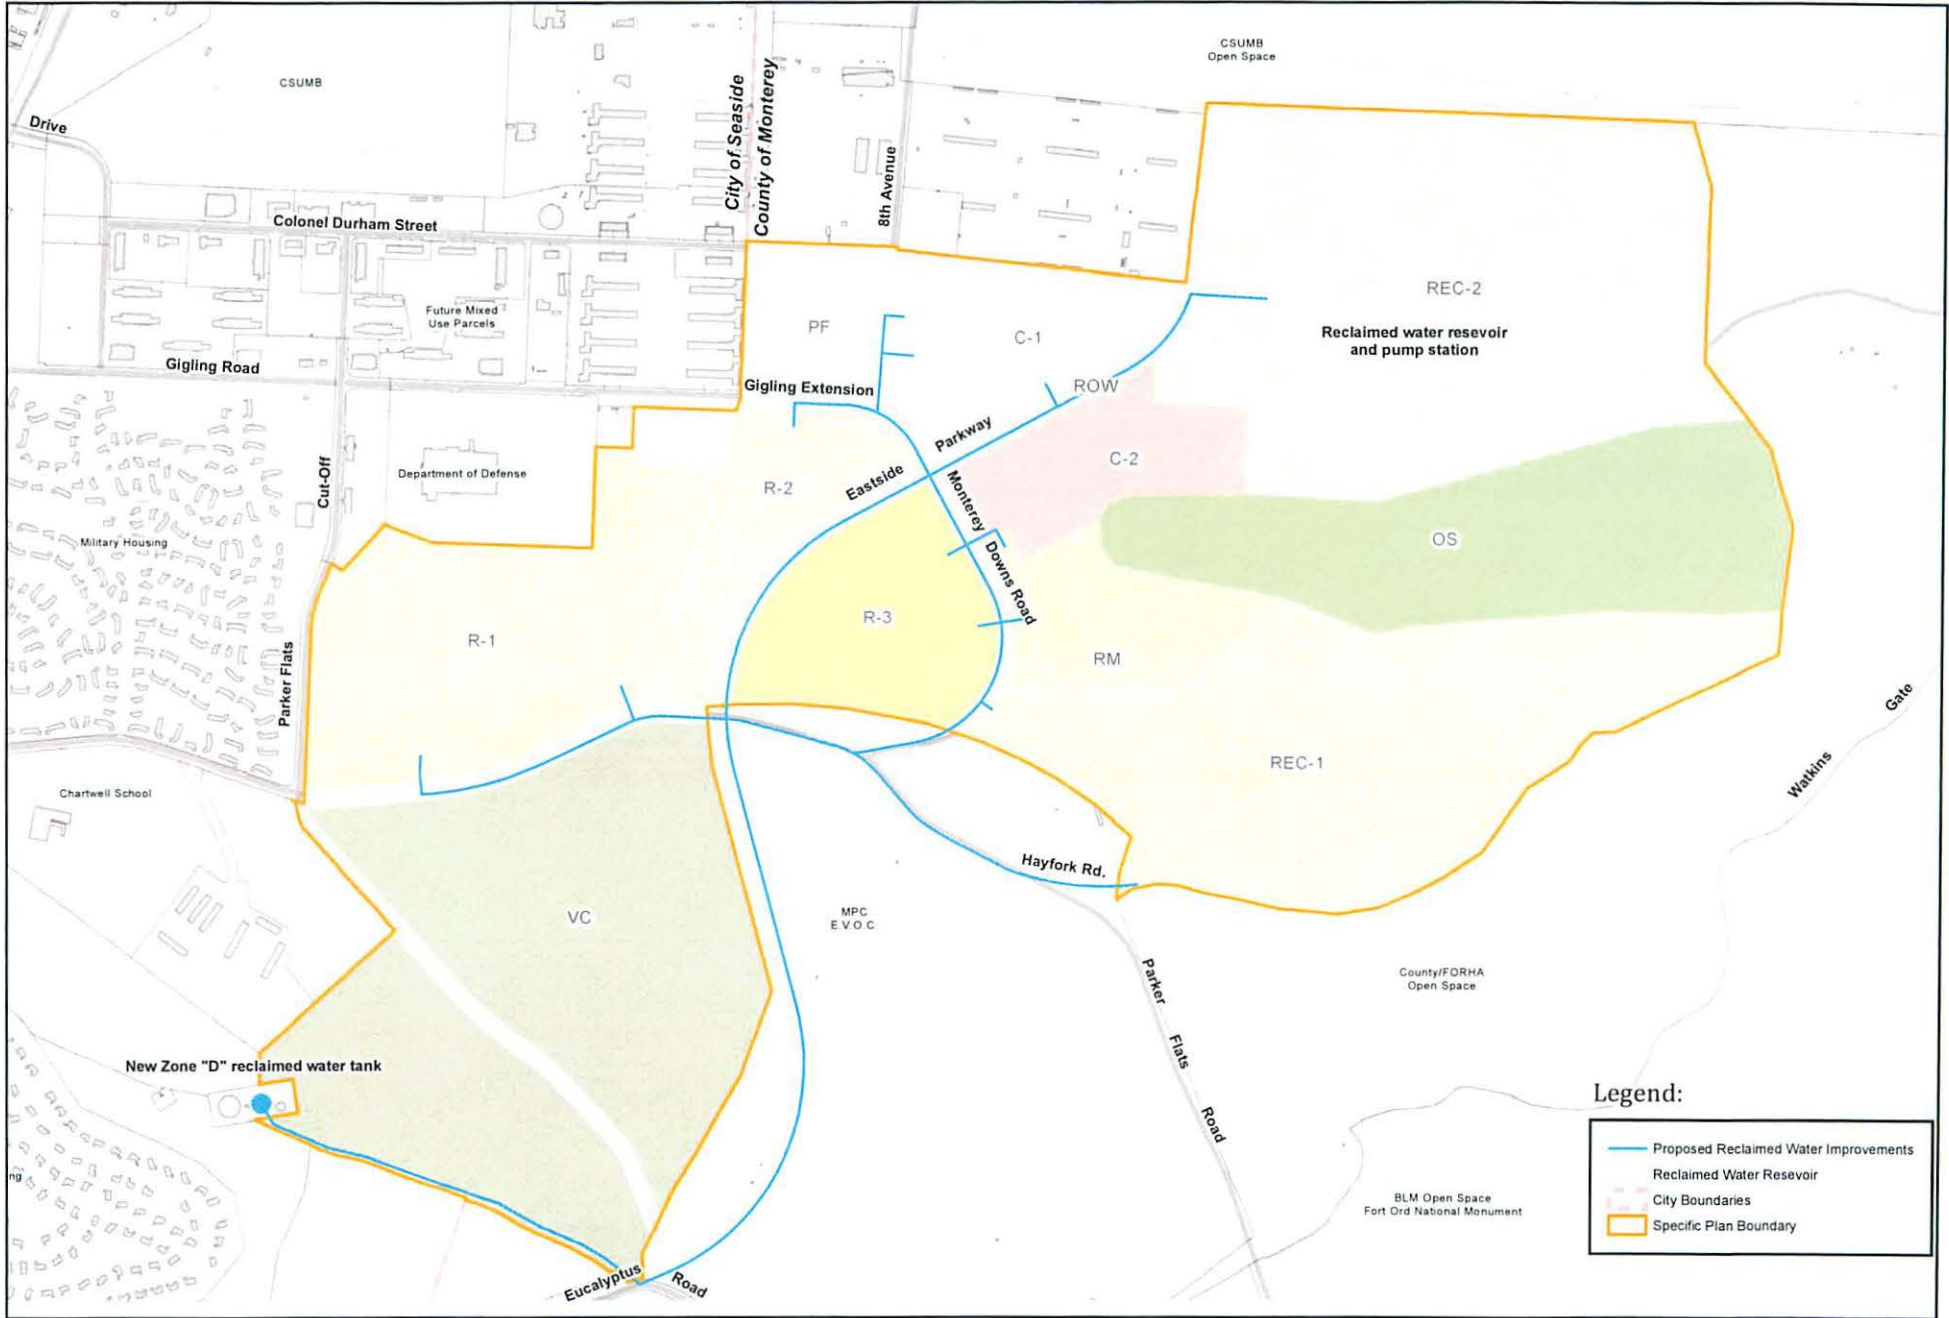 CSUMB
Open Space
CSUMB
City of Seaside
County of Monterey
Drive
8th Avenue
Colonel Durham Street
REC-2
Future Mixed
Use Parcels
PF
C-1
Reclaimed water resevoir
and pump station
Gigling Road
Gigling Extension
ROW
Parkway
Cut-Off
Department of Defense
C-2
Eastside
R-2
Monterey
Military Housing
OS
Downs Road
R-3
R-1
Parker Flats
RM
Gate
REC-1
Watkins
Chartwell School
Hayfork Rd.
VC
MPC
E.V.O.C
Parker
Flats
Road
County/FORHA
Open Space
New Zone "D" reclaimed water tank
ng
BLM Open Space
Fort Ord National Monument
Eucalyptus
Road
Legend:
Proposed Reclaimed Water Improvements
Reclaimed Water Resevoir
City Boundaries
Specific Plan Boundary